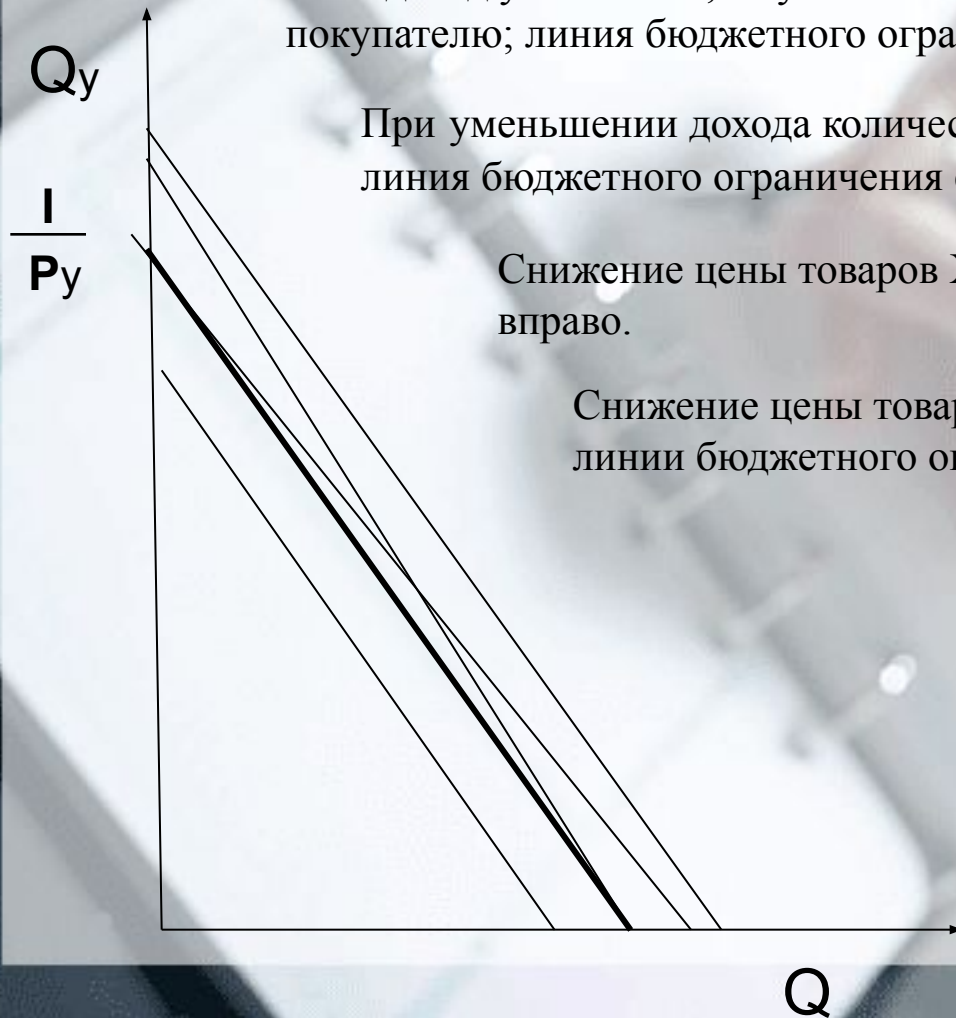 покупателю; линия бюджетного огра
Qy
При уменьшении дохода количес
линия бюджетного ограничения
I
Py
Снижение цены товаров X
вправо.
Снижение цены товар
линии бюджетного ог
Q